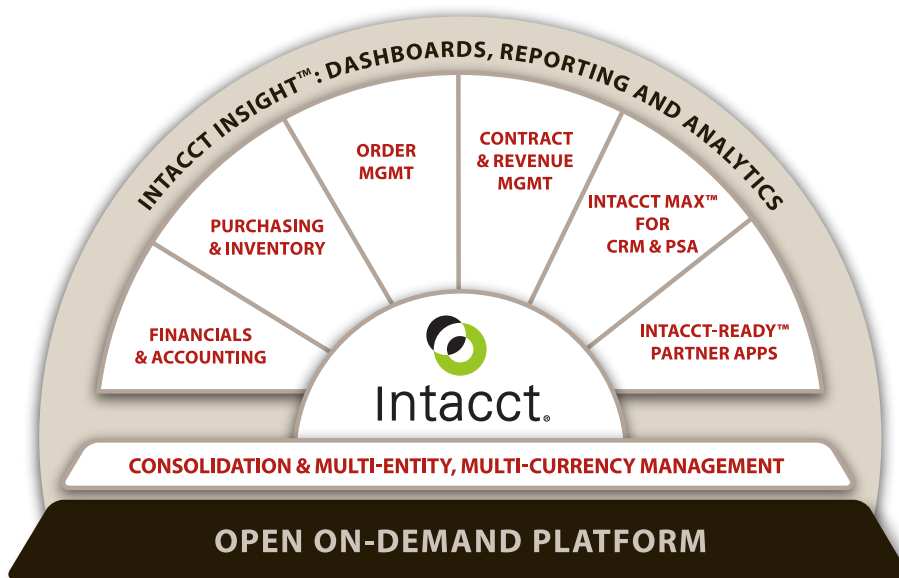 INTACCT INSIGHT™: DASHBOARDS, REPORTING AND ANALYTICS
FINANCIALS
& ACCOUNTING
PURCHASING
& INVENTORY
ORDER
MGMT
CONTRACT
& REVENUE
MGMT
INTACCT MAX™
FOR
CRM & PSA
INTACCT-READY™
PARTNER APPS
Intacct®
CONSOLIDATION & MULTI-ENTITY, MULTI-CURRENCY MANAGEMENT
OPEN ON-DEMAND PLATFORM